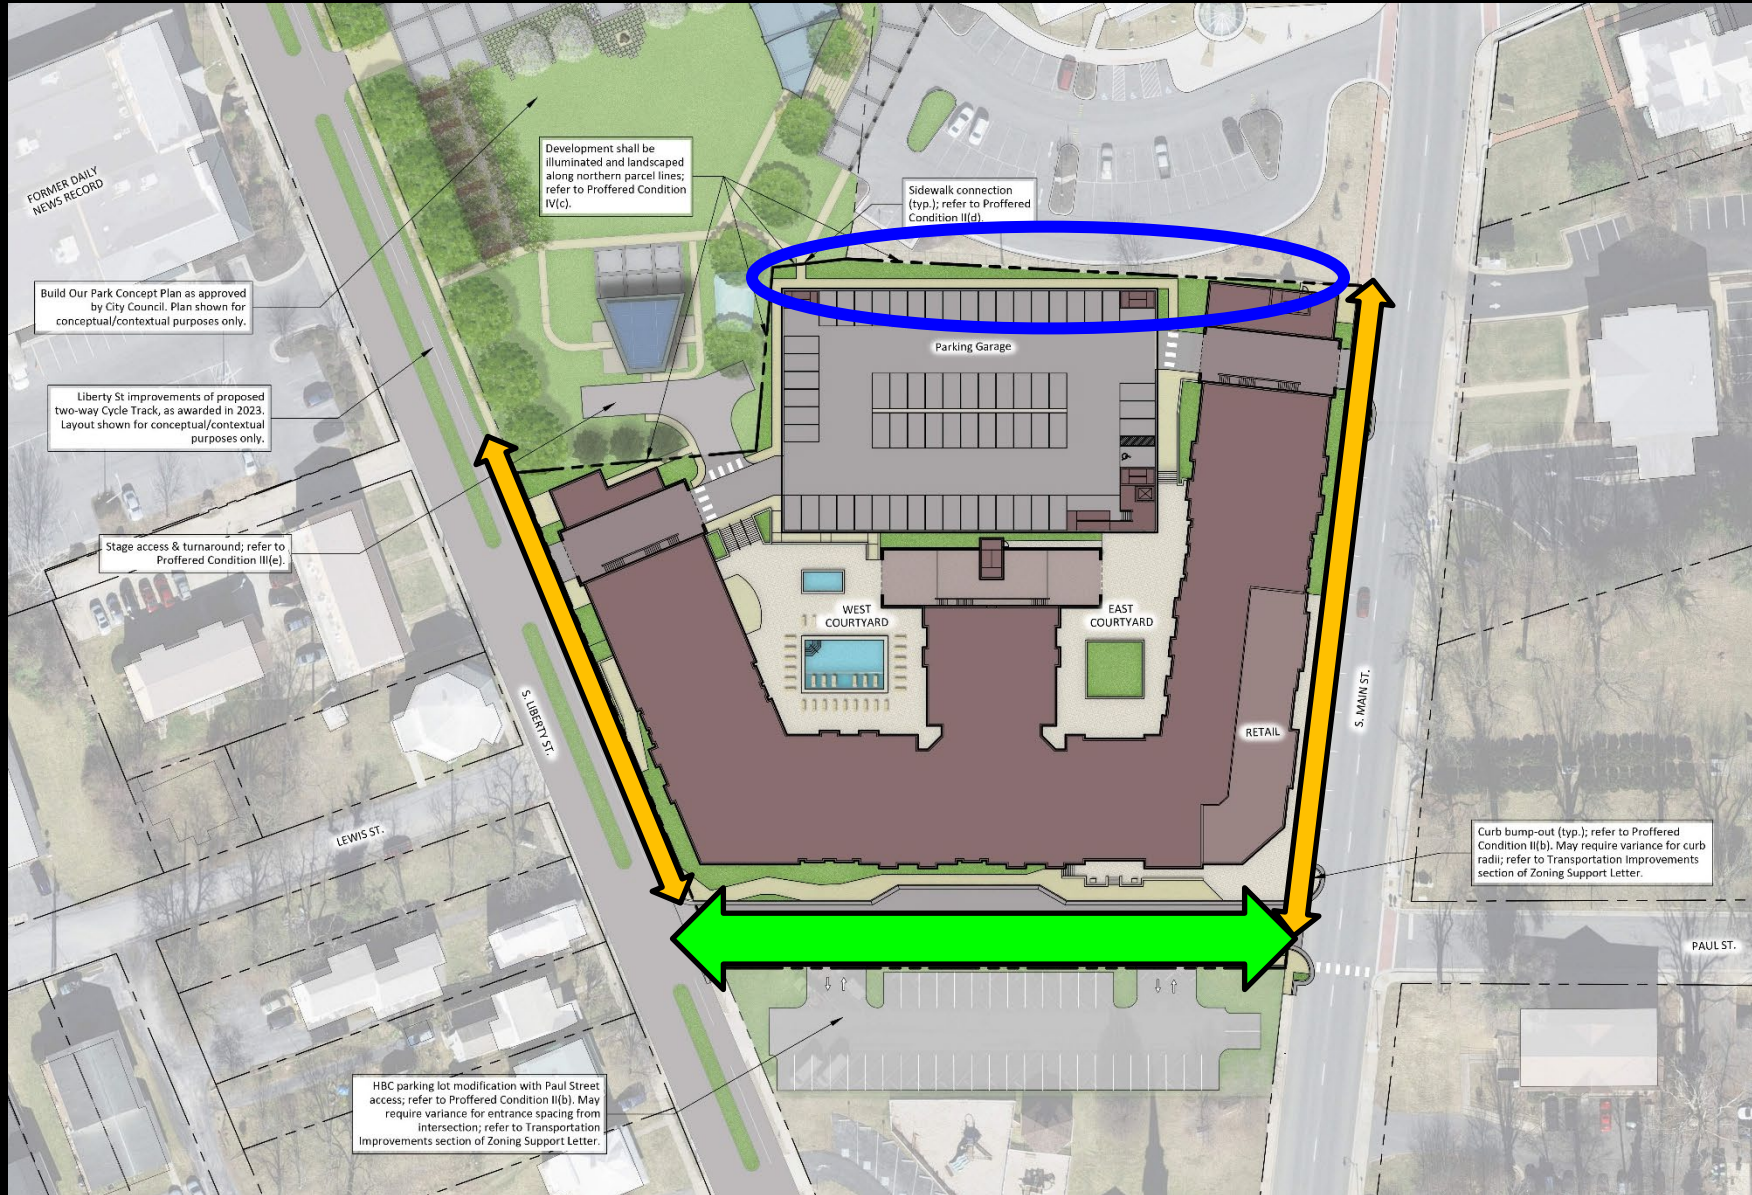 FORMER DAILY
NEWS RECORD
Development shall be
illuminated and landscaped
along northern parcel lines;
refer to Proffered Condition
IV(c).
Sidewalk connection
(typ.); refer to Proffered
Condition II(d).
Build Our Park Concept Plan as approved
by City Council. Plan shown for
conceptual/contextual purposes only.
Parking Garage
Liberty St improvements of proposed
two-way Cycle Track, as awarded in 2023.
Layout shown for conceptual/contextual
purposes only.
Stage access & turnaround; refer to
Proffered Condition III(e).
WEST
COURTYARD
EAST
COURTYARD
S. LIBERTY ST.
S. MAIN ST.
RETAIL
LEWIS ST.
Curb bump-out (typ.); refer to Proffered
Condition II(b). May require variance for curb
radii; refer to Transportation Improvements
section of Zoning Support Letter.
PAUL ST.
HBC parking lot modification with Paul Street
access; refer to Proffered Condition II(b). May
require variance for entrance spacing from
intersection; refer to Transportation
Improvements section of Zoning Support Letter.